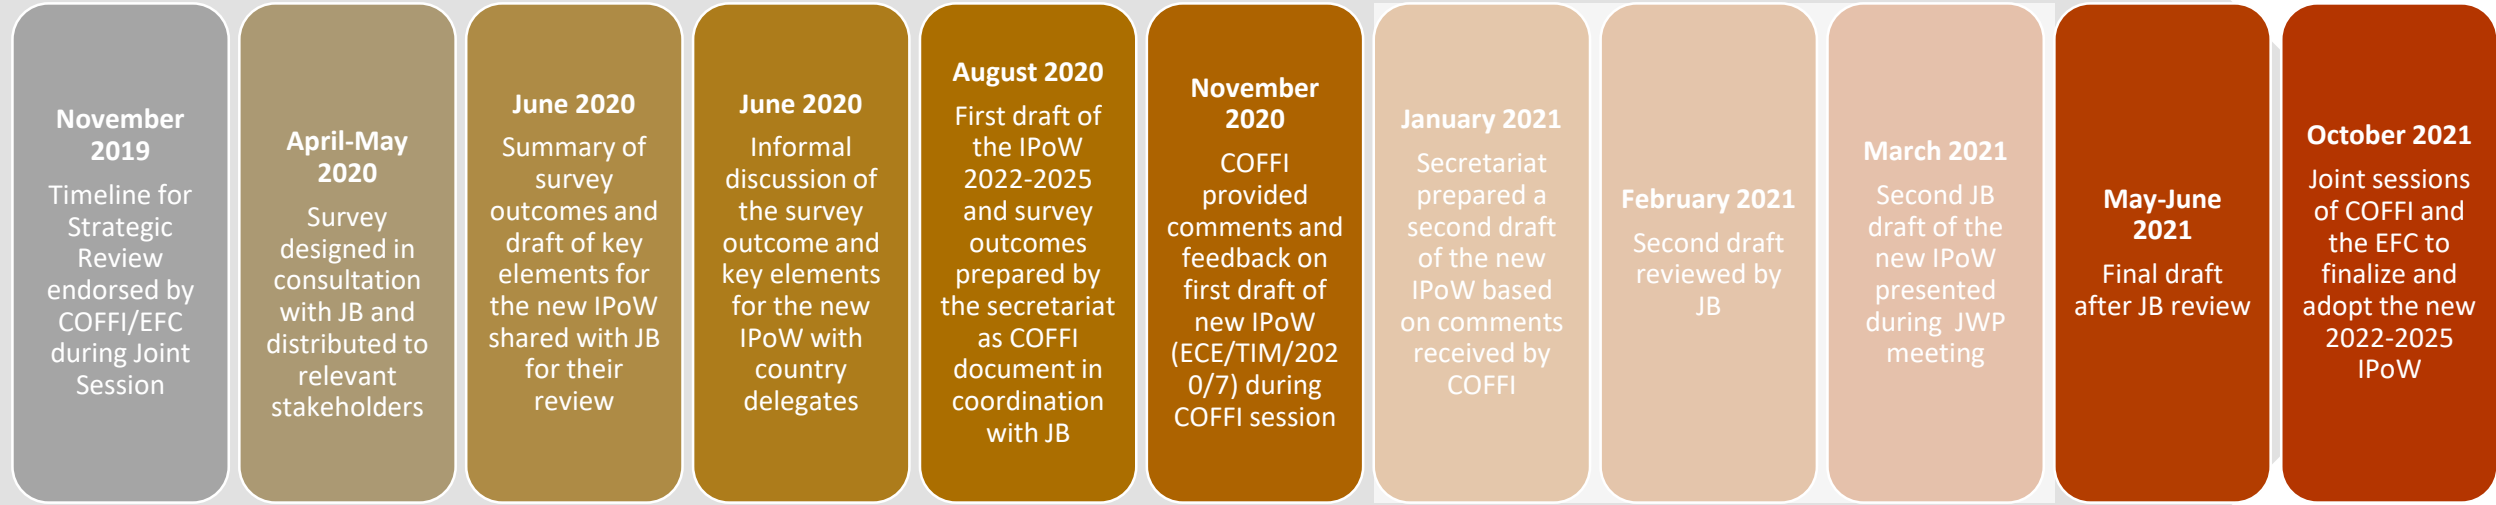 November
2019
Timeline for
Strategic
Review
endorsed by
COFFI/EFC
during Joint
Session
April-May
2020
Survey
designed in
consultation
with JB and
distributed to
relevant
stakeholders
June 2020
Summary of
survey
outcomes and
draft of key
elements for
the new IPoW
shared with JB
for their
review
June 2020
Informal
discussion of
the survey
outcome and
key elements
for the new
IPoW with
country
delegates
August 2020
First draft of
the IPoW
2022-2025
and survey
outcomes
prepared by
the secretariat
as COFFI
document in
coordination
with JB
November
2020
COFFI
provided
comments and
feedback on
first draft of
new IPoW
(ECE/TIM/202
0/7) during
COFFI session
January 2021
Secretariat
prepared a
second draft
of the new
IPoW based
on comments
received by
COFFI
February 2021
Second draft
reviewed by
JB
March 2021
Second JB
draft of the
new IPoW
presented
during JWP
meeting
May-June
2021
Final draft
after JB review
October 2021
Joint sessions
of COFFI and
the EFC to
finalize and
adopt the new
2022-2025
IPoW